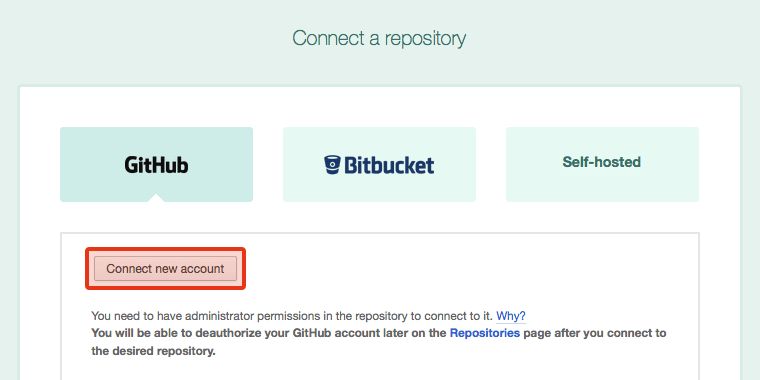 Connect a repository
GitHub
Bitbucket
Self-hosted
Connect new account
You need to have administrator permissions in the repository to connect to it. Why?
You will be able to deauthorize your GitHub account later on the Repositories page after you connect to
the desired repository.